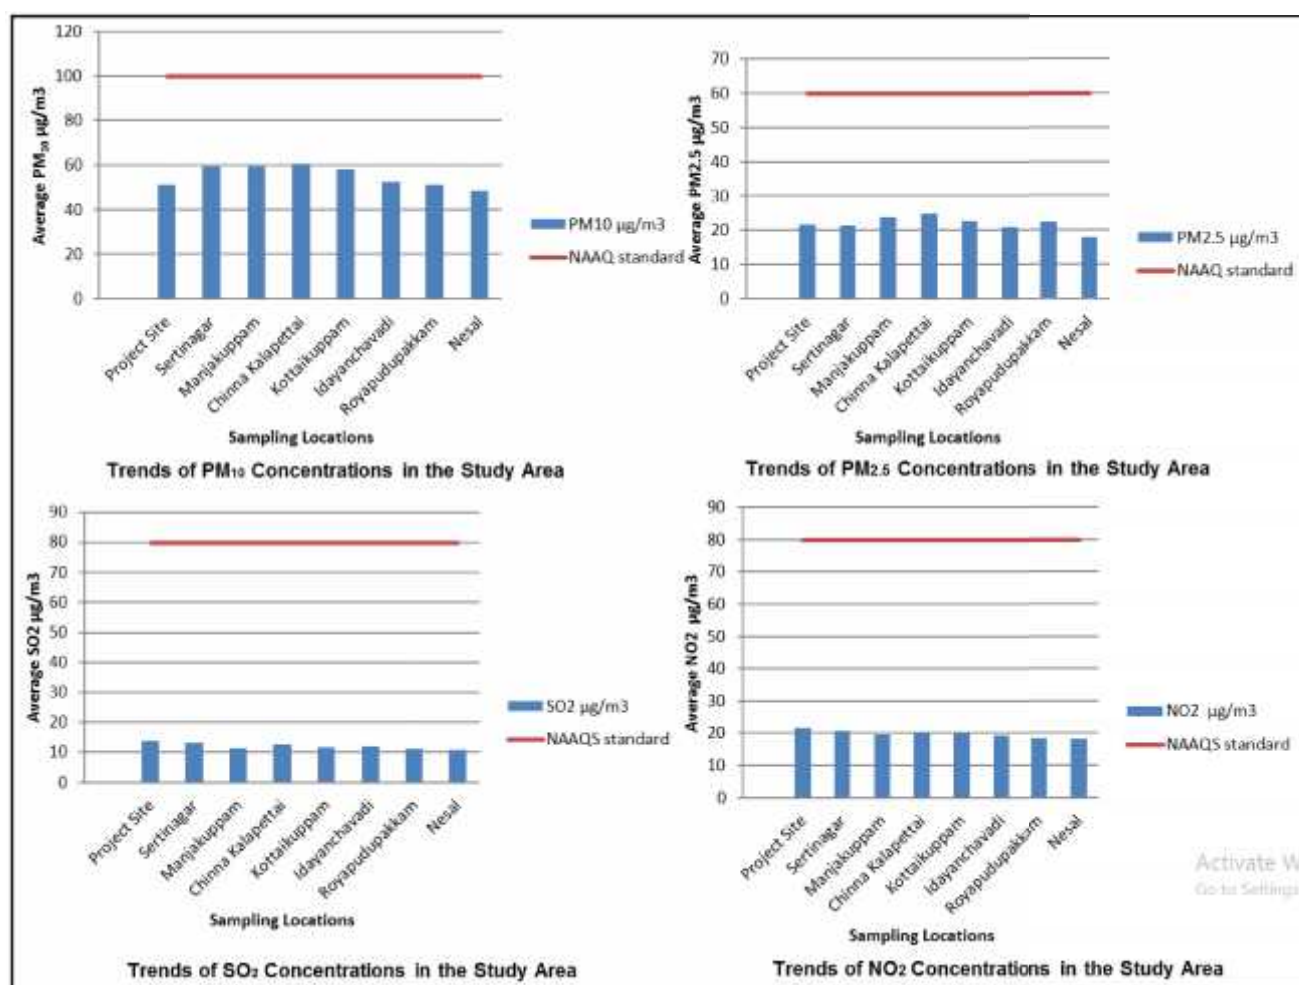 120
100
80
60
40
20
0
Average PM10 µg/m3
PM10 µg/m3
NAAQ standard
Project Site
Sertinagar
Manjakuppam
Chinna Kalapettai
Kottaikuppam
Idayanchavadi
Royapudupakkam
Nesal
Sampling Locations
Trends of PM10 Concentrations in the Study Area
70
60
50
40
30
20
10
0
Average PM2.5 µg/m3
PM2.5 µg/m3
NAAQ standard
Project Site
Sertinagar
Manjakuppam
Chinna Kalapettai
Kottaikuppam
Idayanchavadi
Royapudupakkam
Nesal
Sampling Locations
Trends of PM2.5 Concentrations in the Study Area
90
80
70
60
50
40
30
20
10
0
Average SO2 µg/m3
SO2 µg/m3
NAAQS standard
Project Site
Sertinagar
Manjakuppam
Chinna Kalapettai
Kottaikuppam
Idayanchavadi
Royapudupakkam
Nesal
Sampling Locations
Trends of SO2 Concentrations in the Study Area
90
80
70
60
50
40
30
20
10
0
Average NO2 µg/m3
NO2 µg/m3
NAAQS standard
Project Site
Sertinagar
Manjakuppam
Chinna Kalapettai
Kottaikuppam
Idayanchavadi
Royapudupakkam
Nesal
Sampling Locations
Trends of NO2 Concentrations in the Study Area
Activate W
Go to Settings